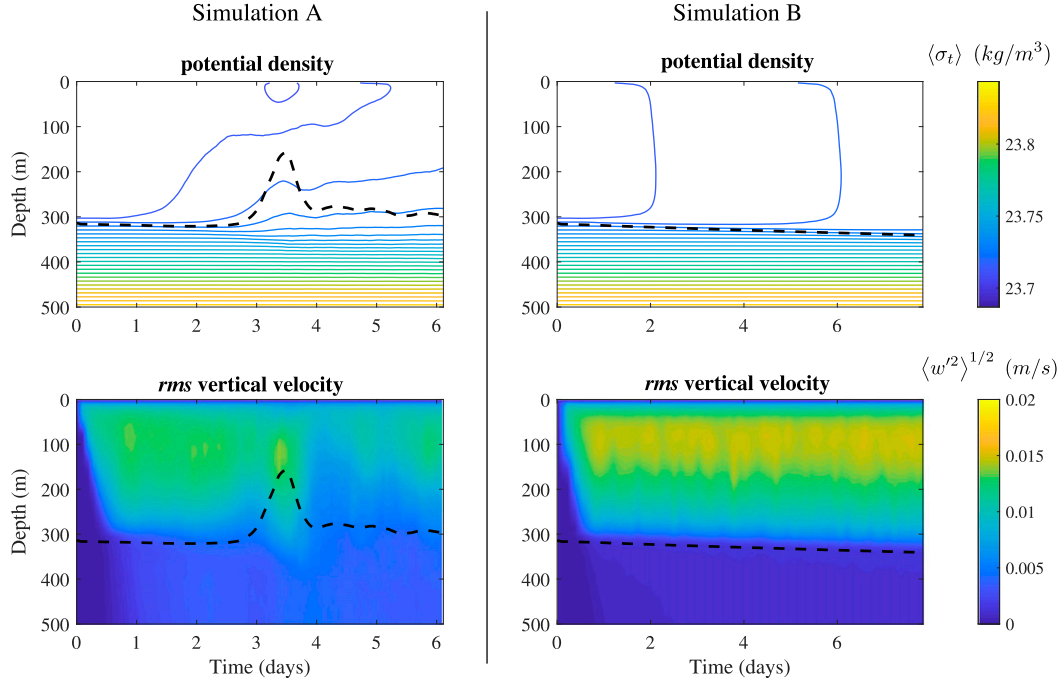 Simulation A
Simulation B
potential density
potential density
⟨σₜ⟩ (kg/m³)
0
100
200
300
400
500
Depth (m)
0 1 2 3 4 5 6
0
100
200
300
400
500
0 2 4 6
23.8
23.75
23.7
rms vertical velocity
rms vertical velocity
⟨w′²⟩^{1/2} (m/s)
0
100
200
300
400
500
Depth (m)
0 1 2 3 4 5 6
Time (days)
0
100
200
300
400
500
0 2 4 6
Time (days)
0.02
0.015
0.01
0.005
0